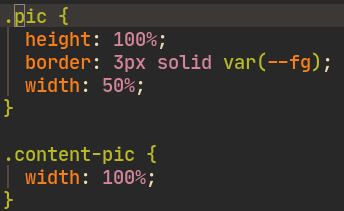 .pic {
  height: 100%;
  border: 3px solid var(--fg);
  width: 50%;
}

.content-pic {
  width: 100%;
}